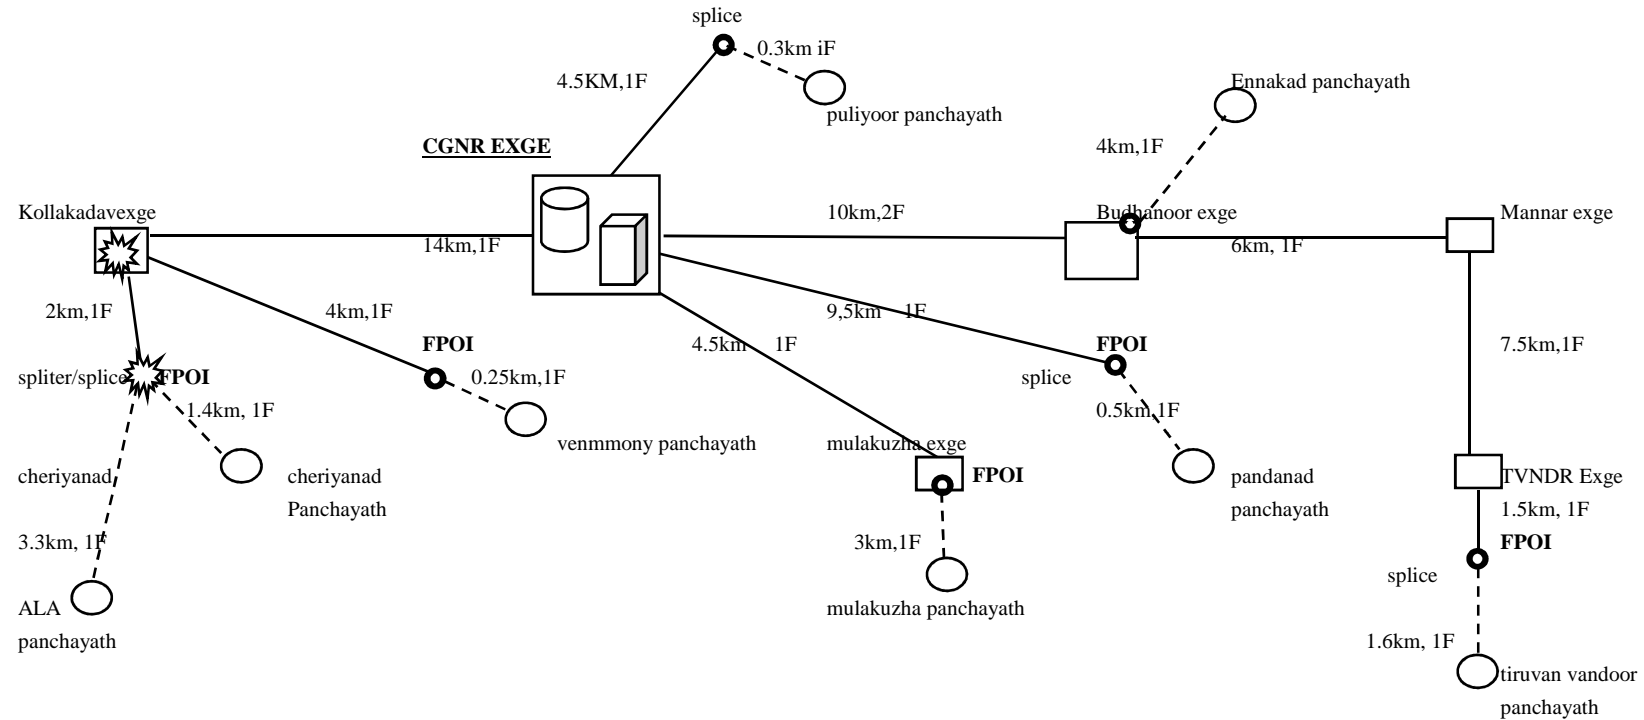 splice
0.3km iF
4.5KM,1F
Ennakad panchayath
puliyoor panchayath
CGNR EXGE
4km,1F
Kollakadavexge
10km,2F
Budhanoor exge
Mannar exge
14km,1F
6km, 1F
2km,1F
4km,1F
9,5km 1F
FPOI
4.5km 1F
FPOI
7.5km,1F
spliter/splice
FPOI
0.25km,1F
splice
1.4km, 1F
0.5km,1F
venmmony panchayath
mulakuzha exge
cheriyanad
cheriyanad
Panchayath
FPOI
pandanad
panchayath
TVNDR Exge
1.5km, 1F
3.3km, 1F
3km,1F
FPOI
splice
ALA
panchayath
mulakuzha panchayath
1.6km, 1F
tiruvan vandoor
panchayath